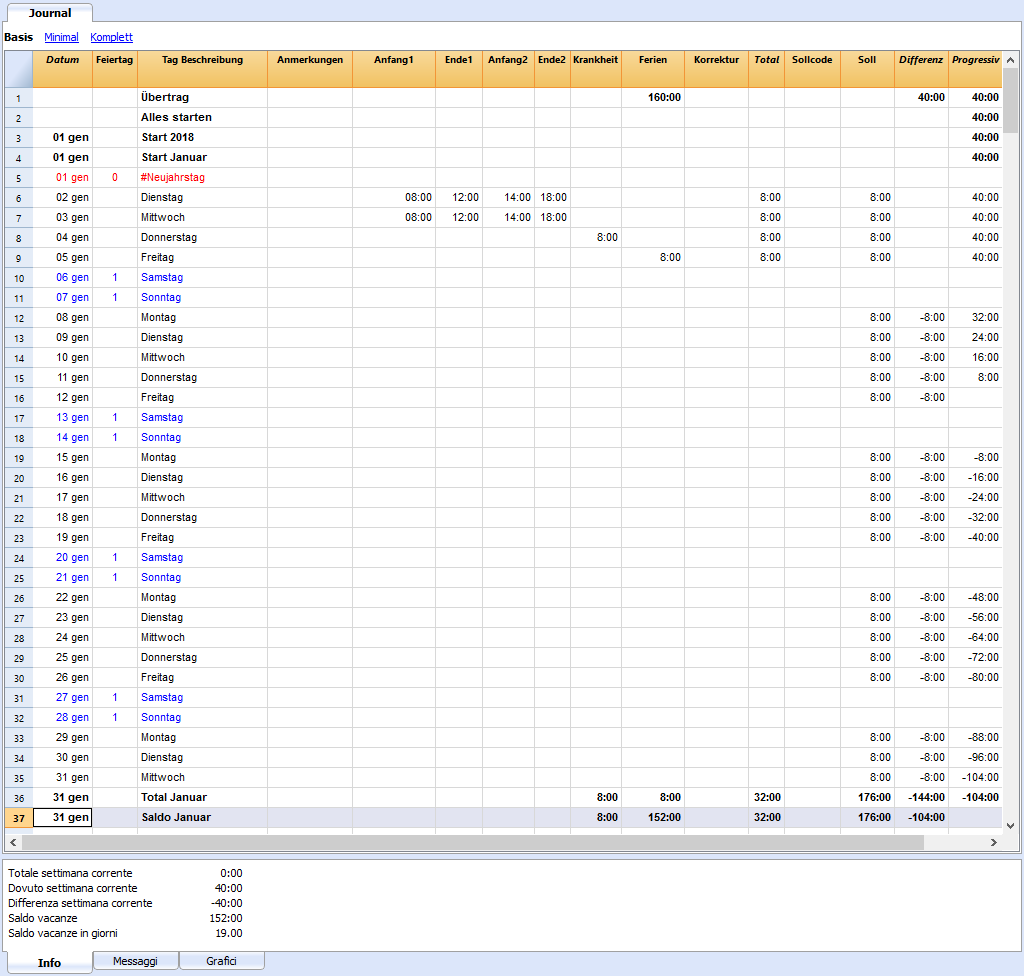 Journal
Basis Minimal Komplett
Datum Feiertag Tag Beschreibung Anmerkungen Anfang1 Ende1 Anfang2 Ende2 Krankheit Ferien Korrektur Total Sollcode Soll Differenz Progressiv
1 Übertrag 160:00 40:00 40:00
2 Alles starten 40:00
3 01 gen Start 2018 40:00
4 01 gen Start Januar 40:00
5 01 gen 0 #Neujahrstag
6 02 gen Dienstag 08:00 12:00 14:00 18:00 8:00 8:00 40:00
7 03 gen Mittwoch 08:00 12:00 14:00 18:00 8:00 8:00 40:00
8 04 gen Donnerstag 8:00 8:00 8:00 40:00
9 05 gen Freitag 8:00 8:00 8:00 40:00
10 06 gen 1 Samstag
11 07 gen 1 Sonntag
12 08 gen Montag 8:00 -8:00 32:00
13 09 gen Dienstag 8:00 -8:00 24:00
14 10 gen Mittwoch 8:00 -8:00 16:00
15 11 gen Donnerstag 8:00 -8:00 8:00
16 12 gen Freitag 8:00 -8:00
17 13 gen 1 Samstag
18 14 gen 1 Sonntag
19 15 gen Montag 8:00 -8:00 -8:00
20 16 gen Dienstag 8:00 -8:00 -16:00
21 17 gen Mittwoch 8:00 -8:00 -24:00
22 18 gen Donnerstag 8:00 -8:00 -32:00
23 19 gen Freitag 8:00 -8:00 -40:00
24 20 gen 1 Samstag
25 21 gen 1 Sonntag
26 22 gen Montag 8:00 -8:00 -48:00
27 23 gen Dienstag 8:00 -8:00 -56:00
28 24 gen Mittwoch 8:00 -8:00 -64:00
29 25 gen Donnerstag 8:00 -8:00 -72:00
30 26 gen Freitag 8:00 -8:00 -80:00
31 27 gen 1 Samstag
32 28 gen 1 Sonntag
33 29 gen Montag 8:00 -8:00 -88:00
34 30 gen Dienstag 8:00 -8:00 -96:00
35 31 gen Mittwoch 8:00 -8:00 -104:00
36 31 gen Total Januar 8:00 8:00 32:00 176:00 -144:00 -104:00
37 31 gen Saldo Januar 8:00 152:00 32:00 176:00 -104:00
Totale settimana corrente 0:00
Dovuto settimana corrente 40:00
Differenza settimana corrente -40:00
Saldo vacanze 152:00
Saldo vacanze in giorni 19.00
Info Messaggi Grafici